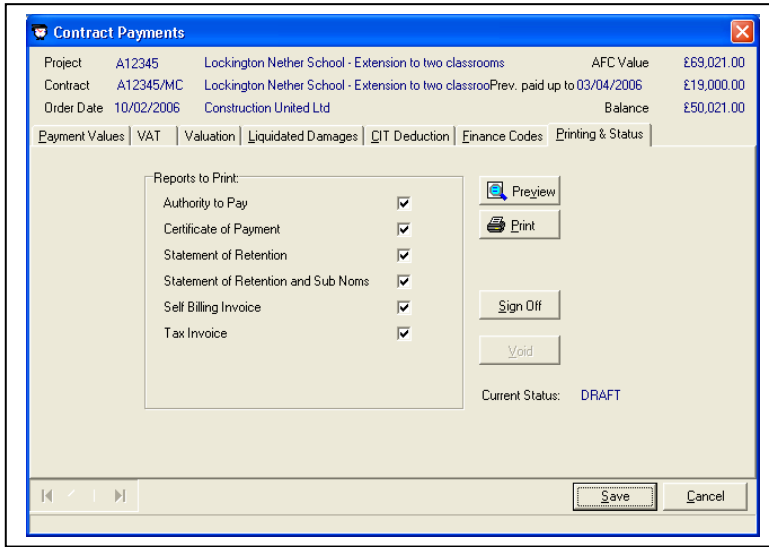 Contract Payments
Project A12345 Lockington Nether School - Extension to two classrooms AFC Value £69,021.00
Contract A12345/MC Lockington Nether School - Extension to two classrooPrev. paid up to 03/04/2006 £19,000.00
Order Date 10/02/2006 Construction United Ltd Balance £50,021.00
Payment Values VAT Valuation Liquidated Damages CIT Deduction Finance Codes Printing & Status
Reports to Print:
Authority to Pay
Certificate of Payment
Statement of Retention
Statement of Retention and Sub Noms
Self Billing Invoice
Tax Invoice
Preview
Print
Sign Off
Void
Current Status: DRAFT
Save Cancel